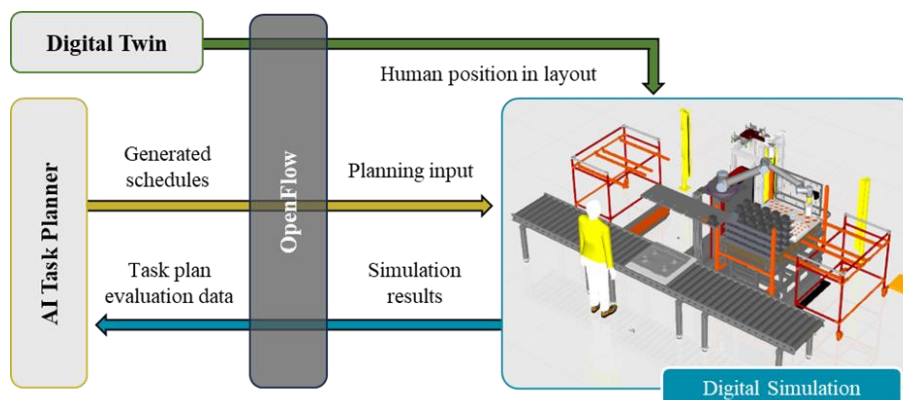 Digital Twin
Human position in layout
AI Task Planner
Generated
schedules
OpenFlow
Planning input
Task plan
evaluation data
Simulation
results
Digital Simulation